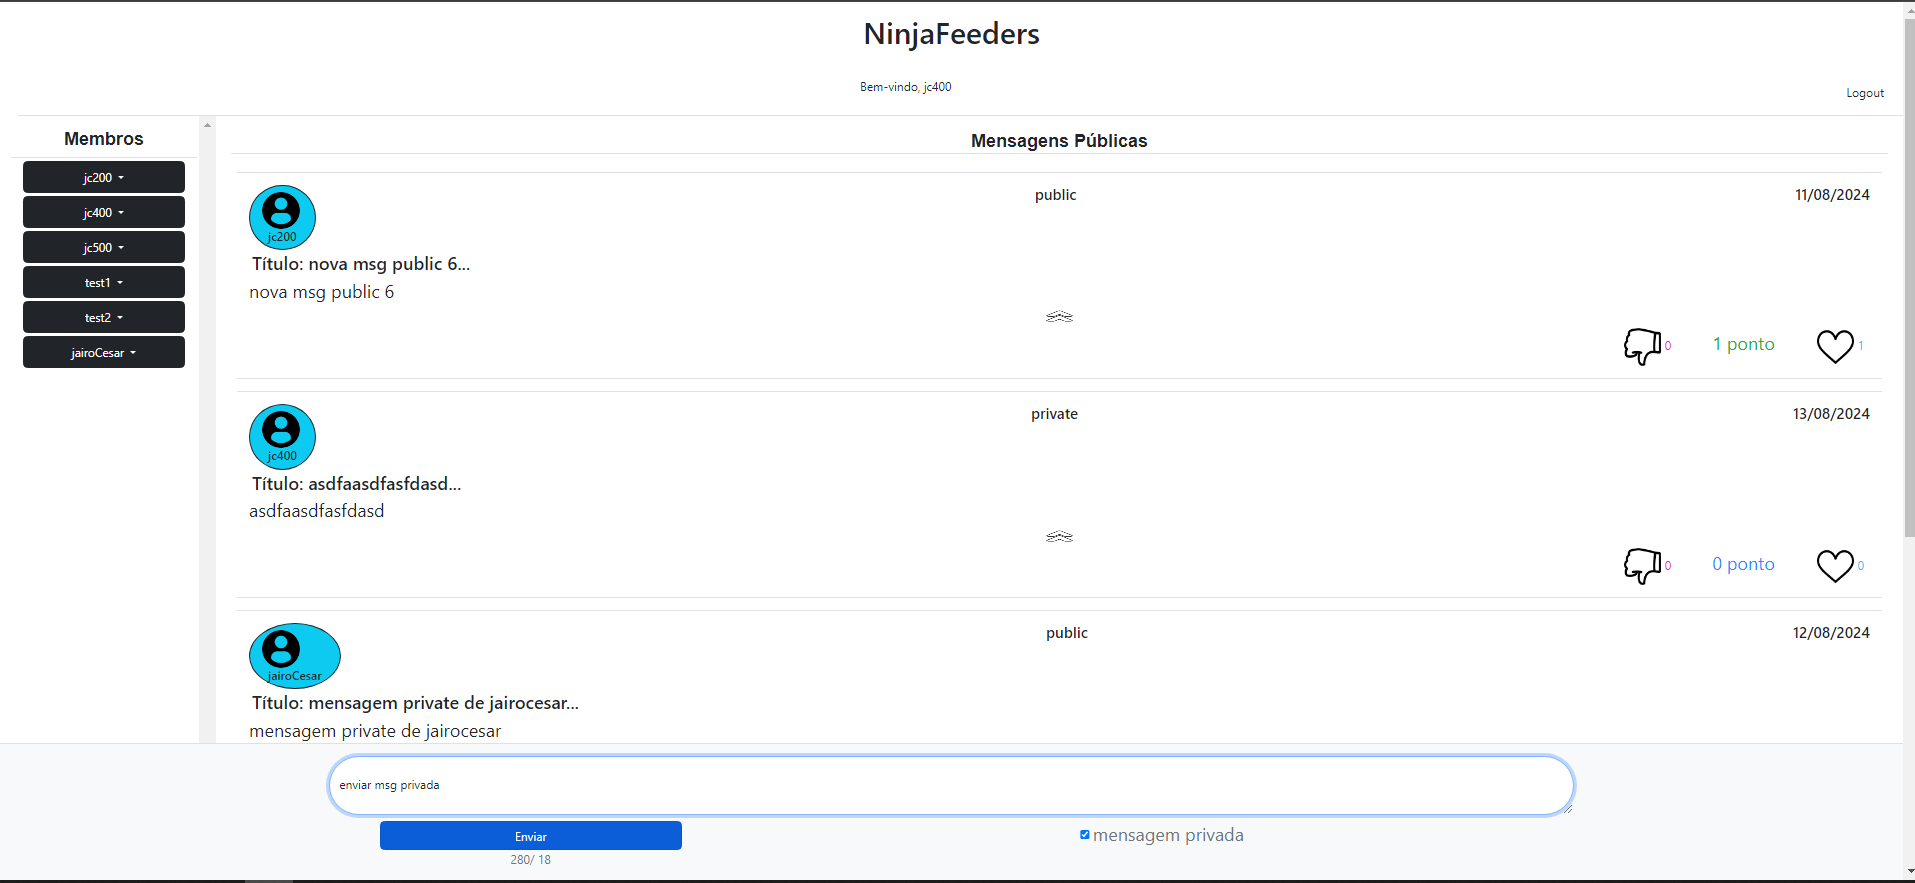 NinjaFeeders
Bem-vindo, jc400
Logout
Membros
jc200
jc400
jc500
test1
test2
jairoCesar
Mensagens Públicas
public
11/08/2024
jc200
Título: nova msg public 6...
nova msg public 6
0
1 ponto
1
private
13/08/2024
jc400
Título: asdfaasdfasfdasd...
asdfaasdfasfdasd
0
0 ponto
0
public
12/08/2024
jairoCesar
Título: mensagem private de jairocesar...
mensagem private de jairocesar
enviar msg privada
Enviar
mensagem privada
280/ 18